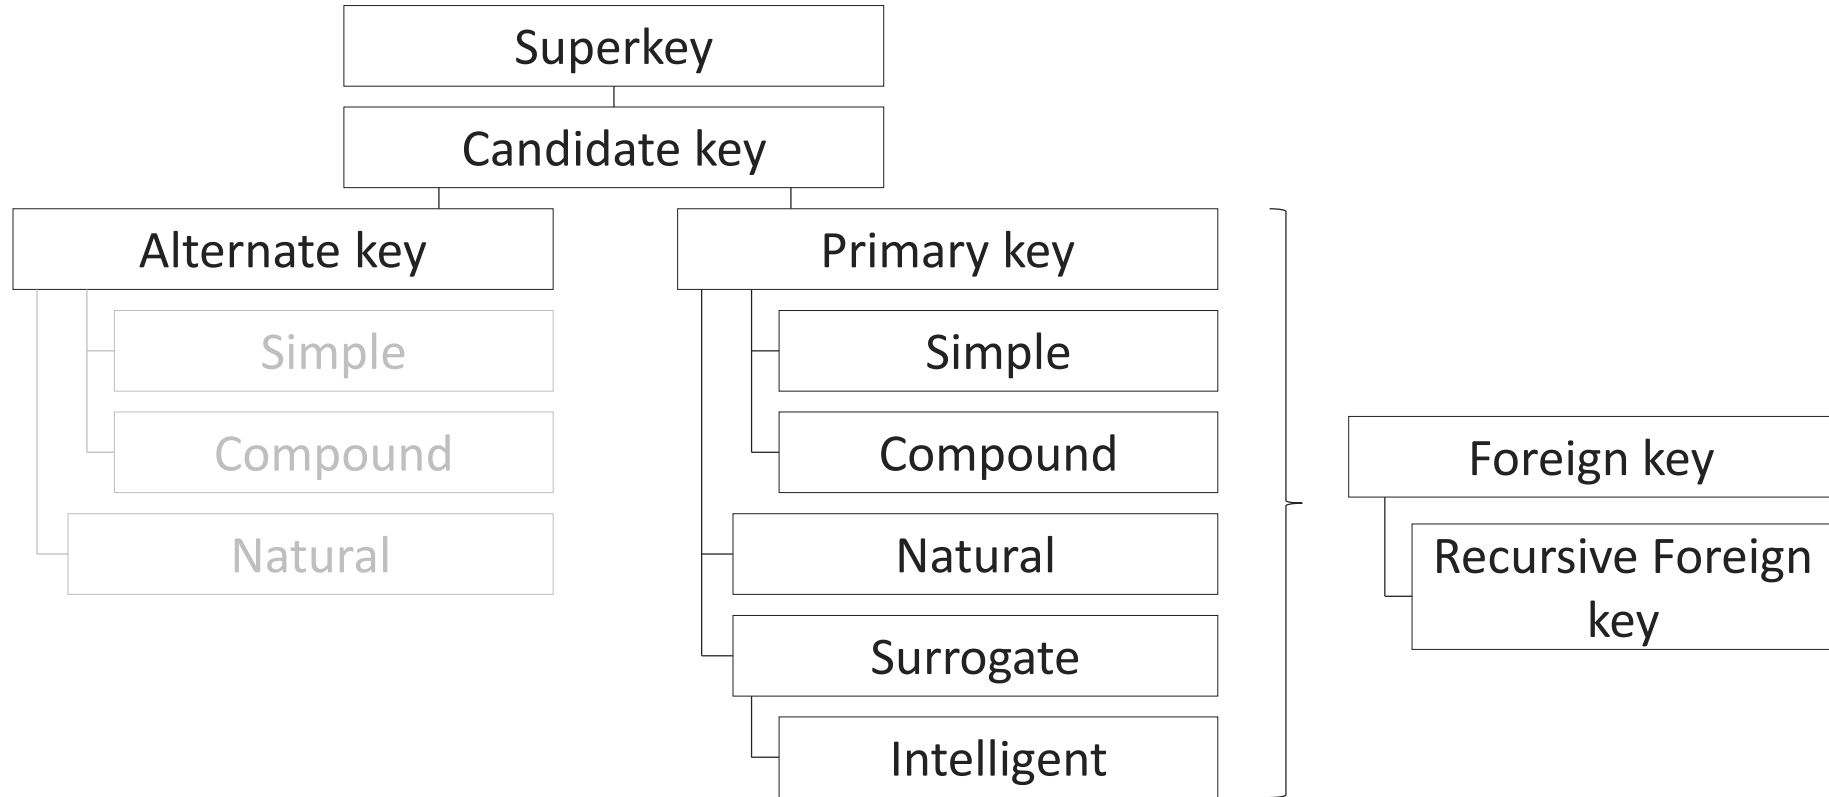 Superkey
Candidate key
Alternate key
Primary key
Simple
Simple
Compound
Compound
Foreign key
Natural
Natural
Recursive Foreign
key
Surrogate
Intelligent